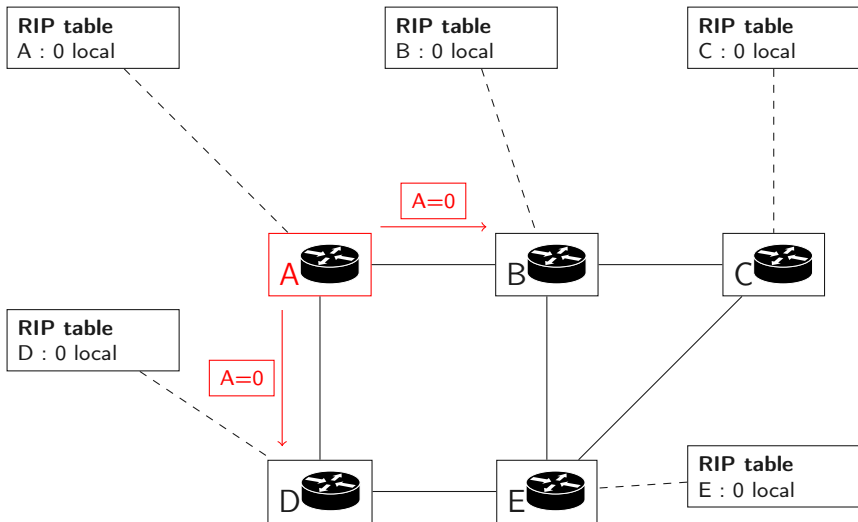 RIP table
A : 0 local
RIP table
B : 0 local
RIP table
C : 0 local
A=0
A
B
C
RIP table
D : 0 local
A=0
D
E
RIP table
E : 0 local